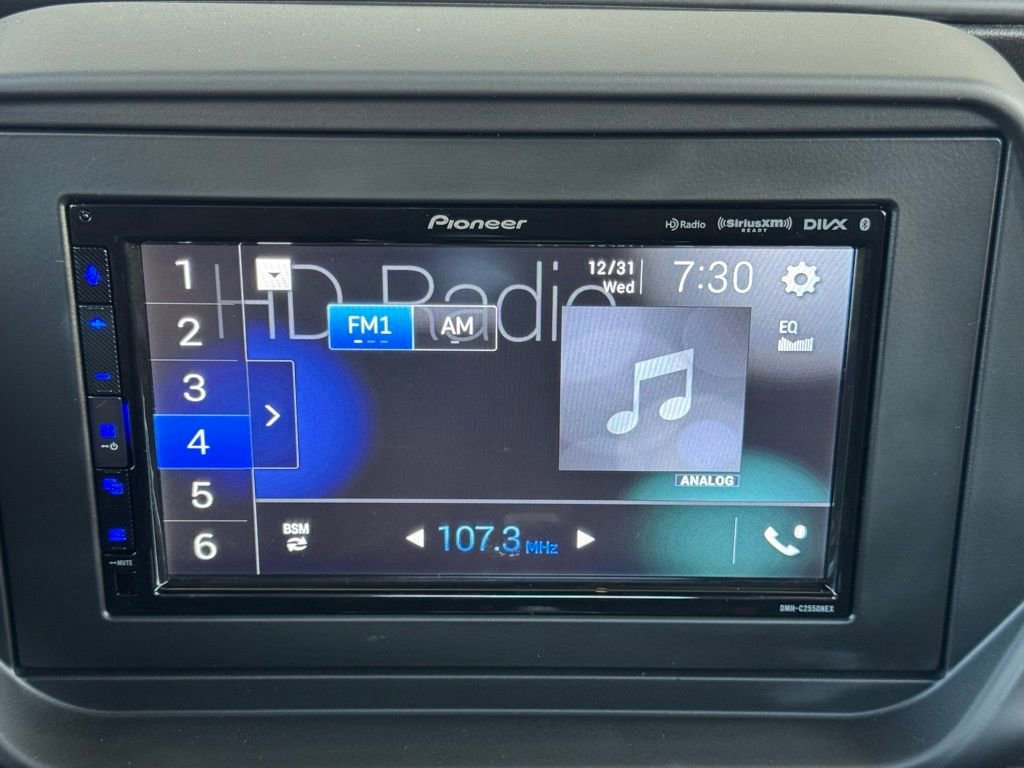 Pioneer
HD Radio
((SiriusXM))
READY
DIVX
1
2
3
4
5
6
HD Radio
12/31
Wed
7:30
FM1
AM
EQ
ANALOG
BSM
107.3 MHz
MUTE
DMH-C2550NEX